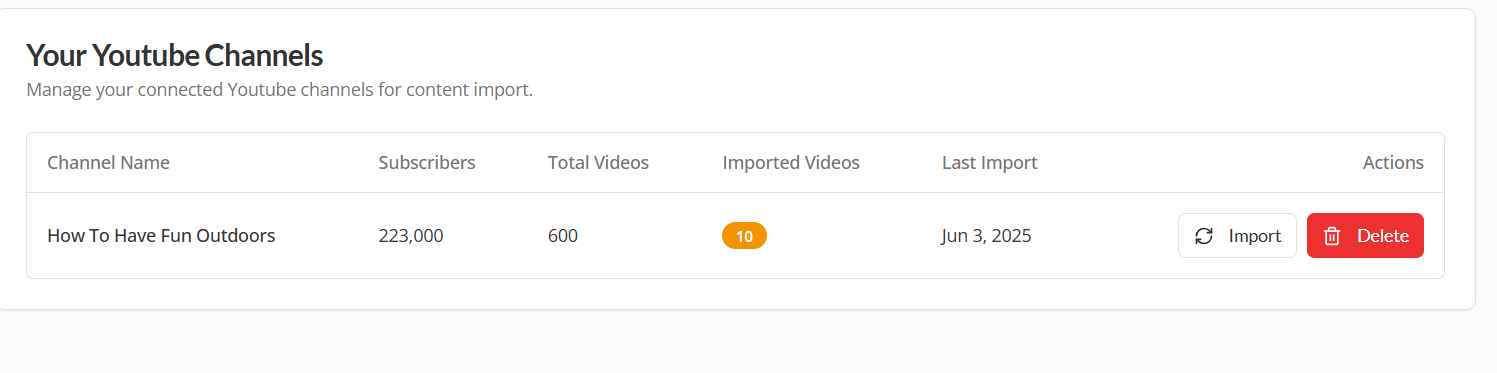 Your Youtube Channels
Manage your connected Youtube channels for content import.
Channel Name Subscribers Total Videos Imported Videos Last Import Actions
How To Have Fun Outdoors 223,000 600 10 Jun 3, 2025 Import Delete